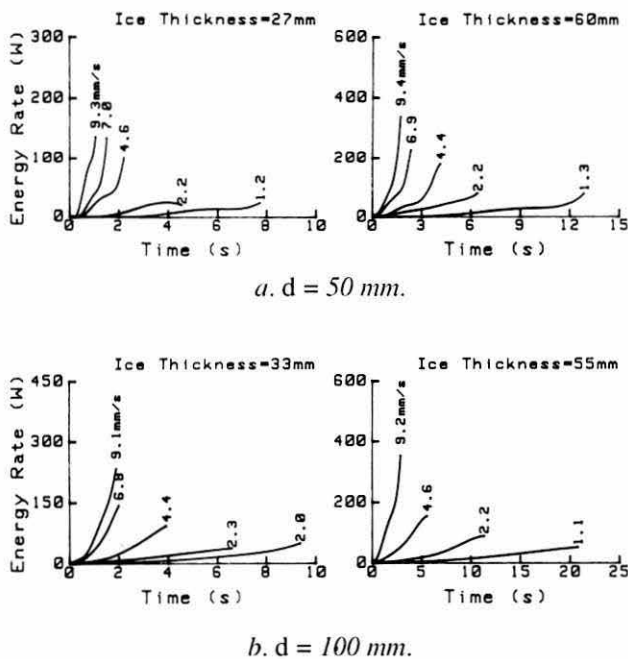 Ice Thickness=27mm
Energy Rate (W)
300
200
100
0
9.3mm/s
7.0
4.6
2.2
1.2
0 2 4 6 8 10
Time (s)
Ice Thickness=60mm
600
400
200
0
9.4mm/s
6.9
4.4
2.2
1.3
0 3 6 9 12 15
Time (s)
a. d = 50 mm.
Ice Thickness=33mm
Energy Rate (W)
450
300
150
0
9.1mm/s
6.8
4.4
2.3
2.0
0 2 4 6 8 10
Time (s)
Ice Thickness=55mm
600
400
200
0
9.2mm/s
4.6
2.2
1.1
0 5 10 15 20 25
Time (s)
b. d = 100 mm.